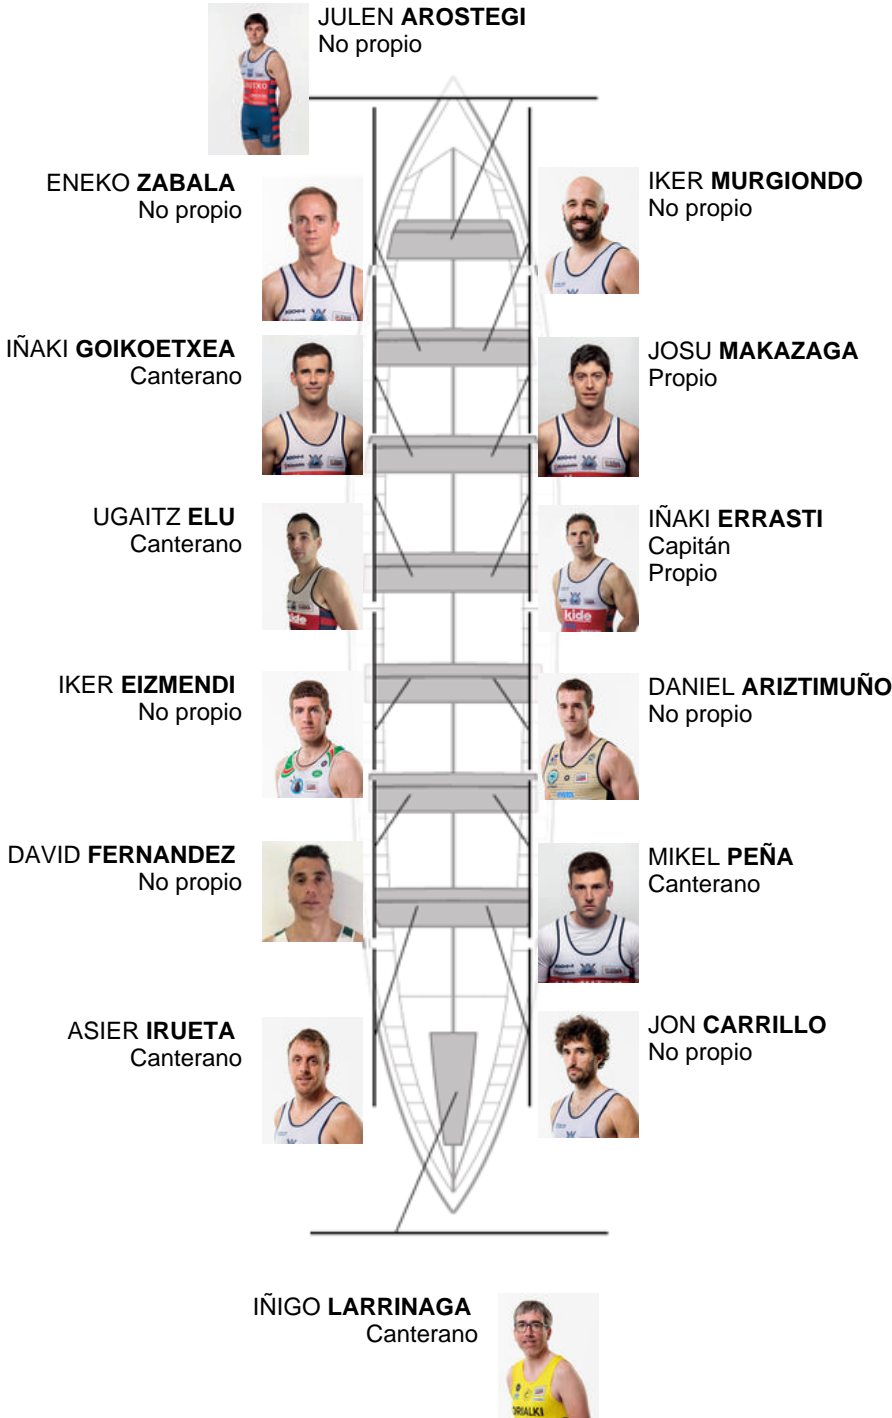 JULEN AROSTEGI
No propio
ENEKO ZABALA
No propio
IKER MURGIONDO
No propio
IÑAKI GOIKOETXEA
Canterano
JOSU MAKAZAGA
Propio
UGAITZ ELU
Canterano
IÑAKI ERRASTI
Capitán
Propio
kide
IKER EIZMENDI
No propio
DANIEL ARIZTIMUÑO
No propio
DAVID FERNANDEZ
No propio
MIKEL PEÑA
Canterano
ASIER IRUETA
Canterano
JON CARRILLO
No propio
IÑIGO LARRINAGA
Canterano